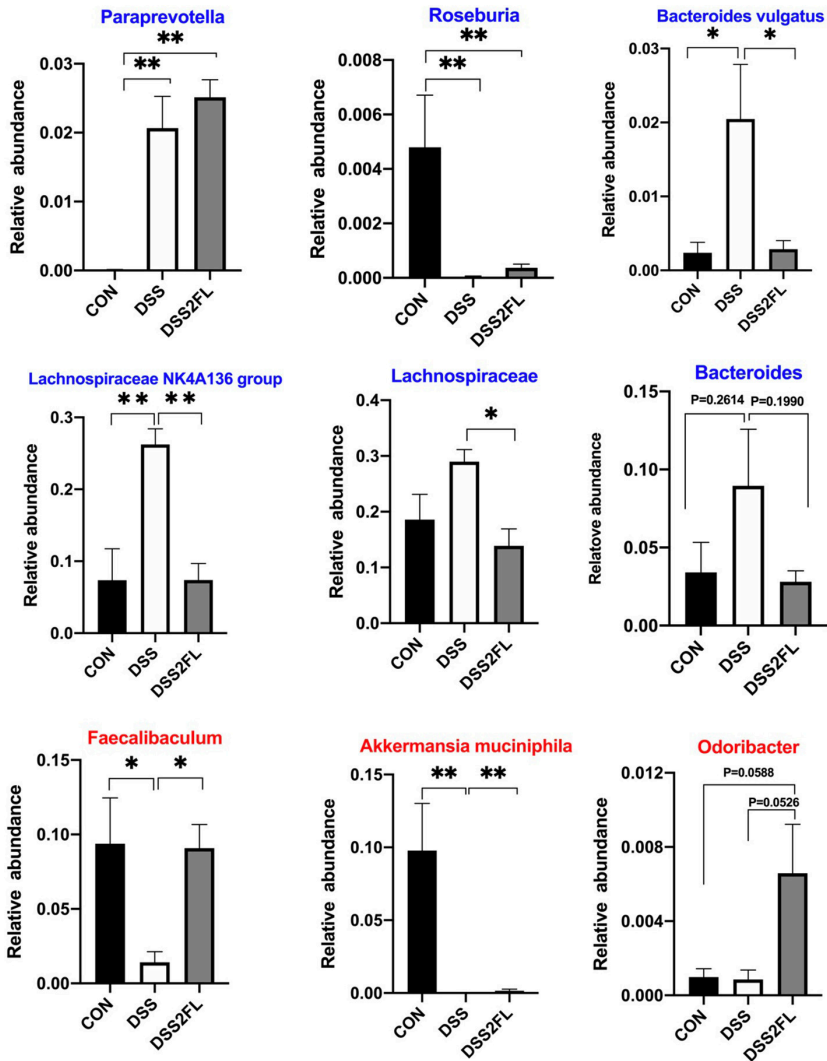 Paraprevotella
**
**
Relative abundance
0.03
0.02
0.01
0.00
CON
DSS
DSS2FL
Roseburia
**
**
Relative abundance
0.008
0.006
0.004
0.002
0.000
CON
DSS
DSS2FL
Bacteroides vulgatus
* *
Relative abundance
0.03
0.02
0.01
0.00
CON
DSS
DSS2FL
Lachnospiraceae NK4A136 group
** **
Relative abundance
0.3
0.2
0.1
0.0
CON
DSS
DSS2FL
Lachnospiraceae
*
Relative abundance
0.4
0.3
0.2
0.1
0.0
CON
DSS
DSS2FL
Bacteroides
P=0.2614 P=0.1990
Relatove abundance
0.15
0.10
0.05
0.00
CON
DSS
DSS2FL
Faecalibaculum
* *
Relative abundance
0.15
0.10
0.05
0.00
CON
DSS
DSS2FL
Akkermansia muciniphila
** **
Relative abundance
0.15
0.10
0.05
0.00
CON
DSS
DSS2FL
Odoribacter
P=0.0588
P=0.0526
Relative abundance
0.012
0.008
0.004
0.000
CON
DSS
DSS2FL